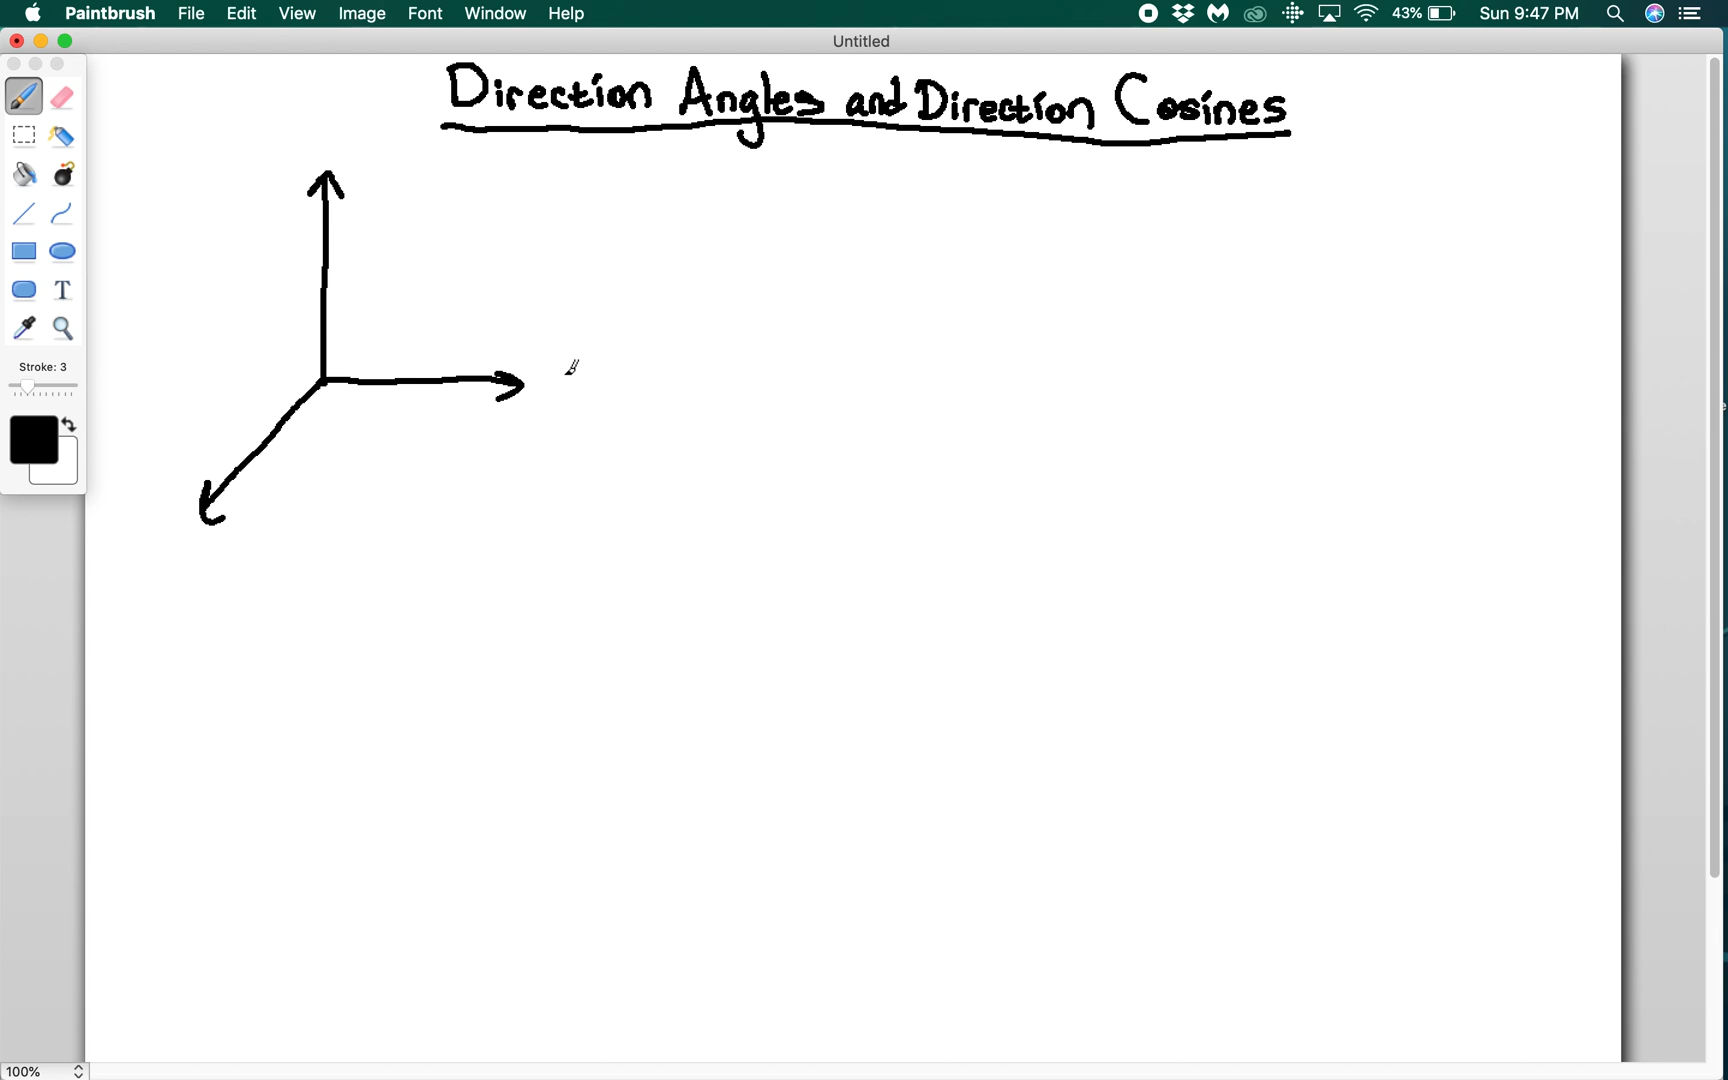 Paintbrush File Edit View Image Font Window Help 43% Sun 9:47 PM
Untitled
Direction Angles and Direction Cosines
T
Stroke: 3
100%